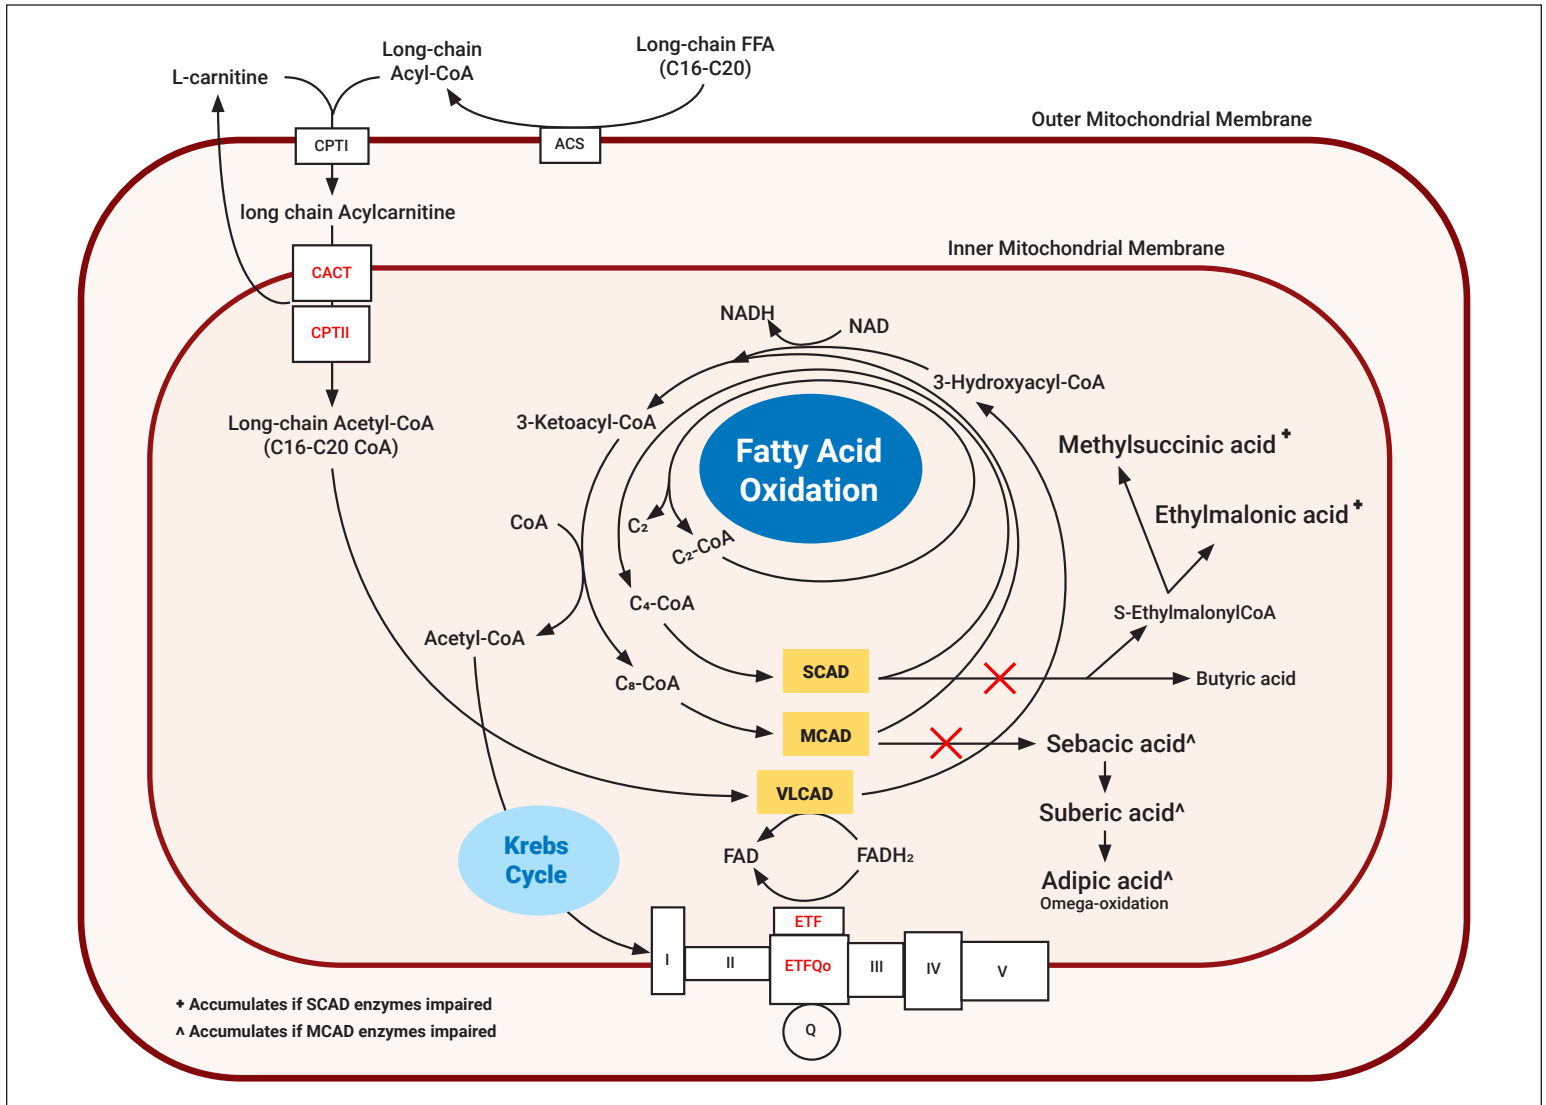 Long-chain
Acyl-CoA
Long-chain FFA
(C16-C20)
L-carnitine
Outer Mitochondrial Membrane
CPTI
ACS
long chain Acylcarnitine
Inner Mitochondrial Membrane
CACT
CPTII
NADH
NAD
3-Hydroxyacyl-CoA
3-Ketoacyl-CoA
Long-chain Acetyl-CoA
(C16-C20 CoA)
Fatty Acid
Oxidation
Methylsuccinic acid +
Ethylmalonic acid +
CoA
C₂
C₂-CoA
C₄-CoA
S-EthylmalonylCoA
Acetyl-CoA
C₈-CoA
SCAD
Butyric acid
MCAD
Sebacic acid^
VLCAD
Suberic acid^
Krebs
Cycle
FAD
FADH₂
Adipic acid^
Omega-oxidation
ETF
I
II
ETFQo
III
IV
V
Q
+ Accumulates if SCAD enzymes impaired
^ Accumulates if MCAD enzymes impaired